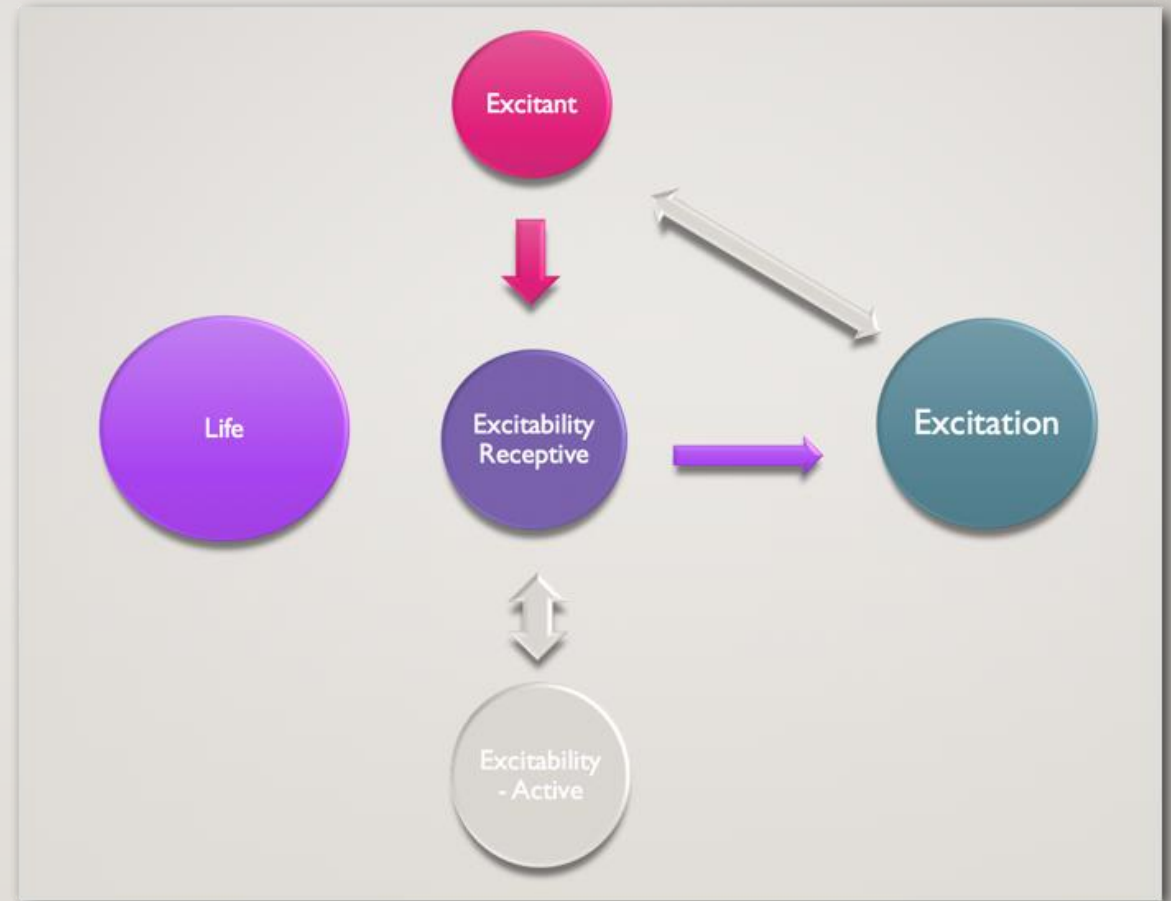 Excitant
Life
Excitability
Receptive
Excitation
Excitability
- Active